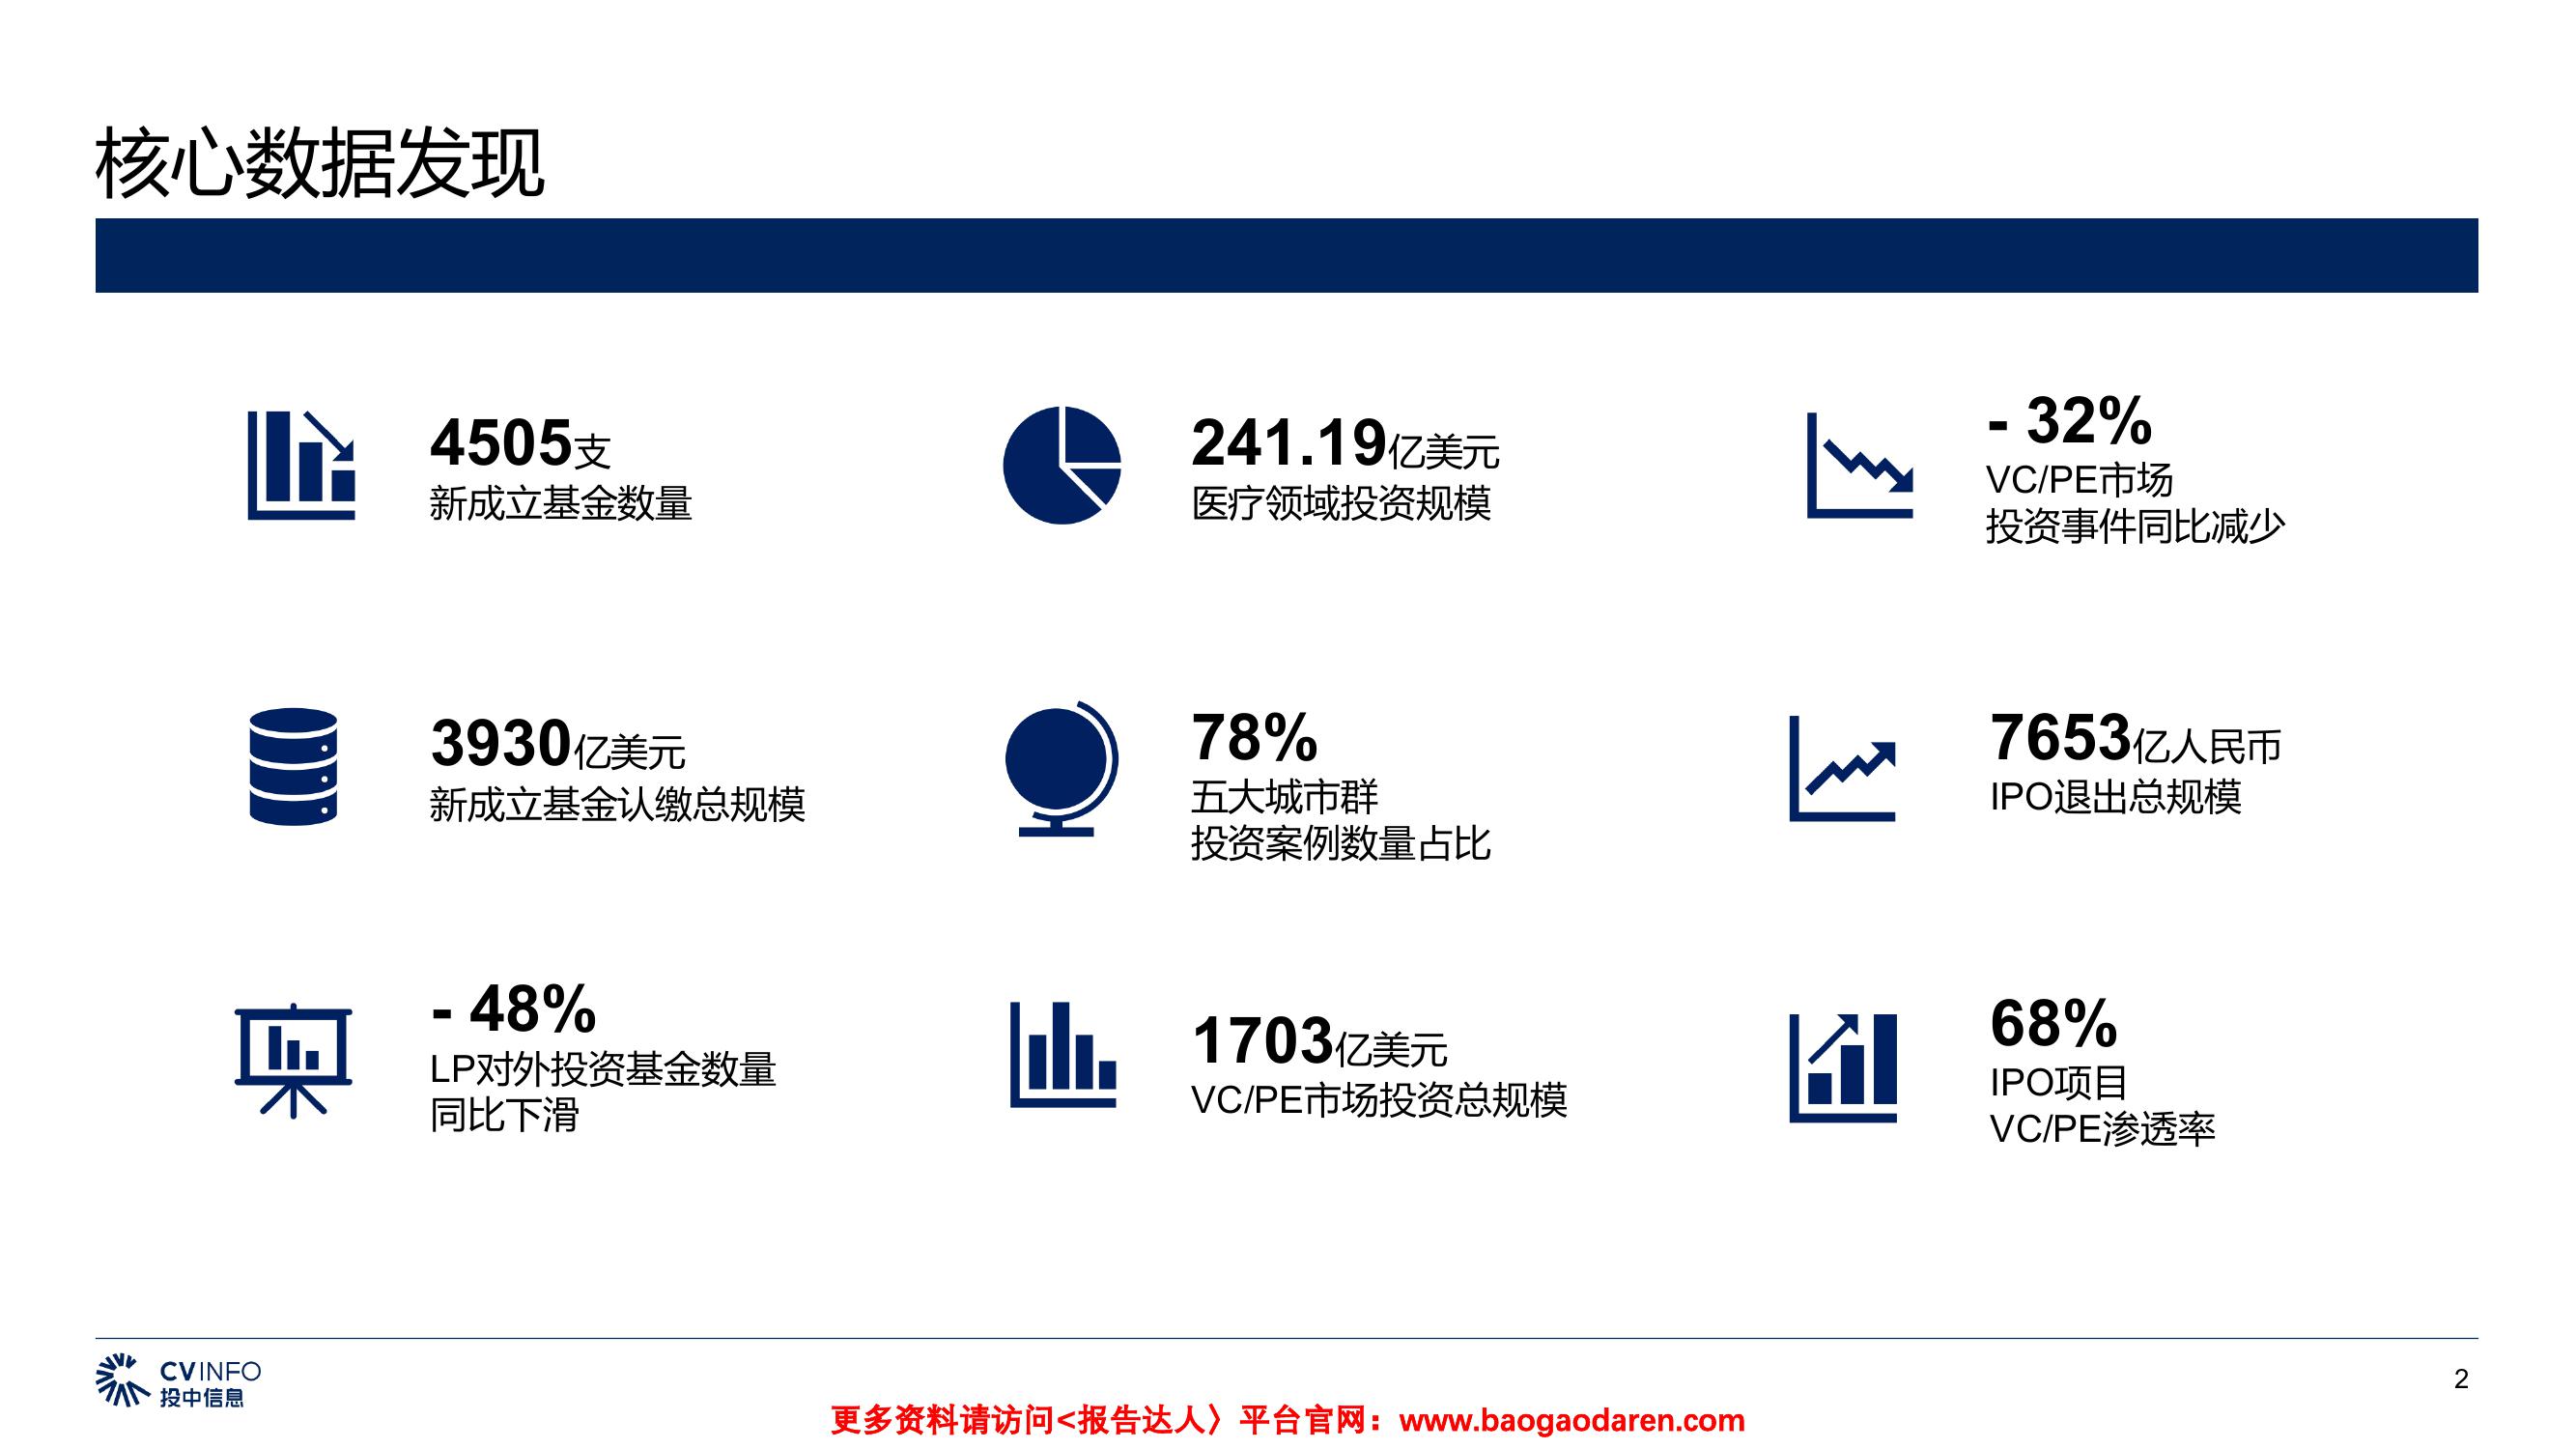 核心数据发现
4505支
新成立基金数量
241.19亿美元
医疗领域投资规模
- 32%
VC/PE市场
投资事件同比减少
3930亿美元
新成立基金认缴总规模
78%
五大城市群
投资案例数量占比
7653亿人民币
IPO退出总规模
- 48%
LP对外投资基金数量
同比下滑
1703亿美元
VC/PE市场投资总规模
68%
IPO项目
VC/PE渗透率
CVINFO
投中信息
2
更多资料请访问<报告达人〉平台官网：www.baogaodaren.com